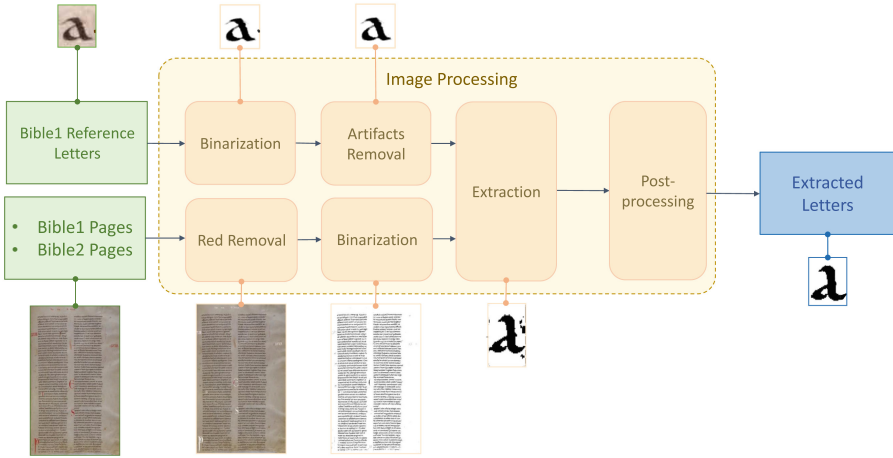 Image Processing
Bible1 Reference
Letters
Binarization
Artifacts
Removal
Extraction
Post-
processing
Extracted
Letters
• Bible1 Pages
• Bible2 Pages
Red Removal
Binarization
a
a
a
a
a